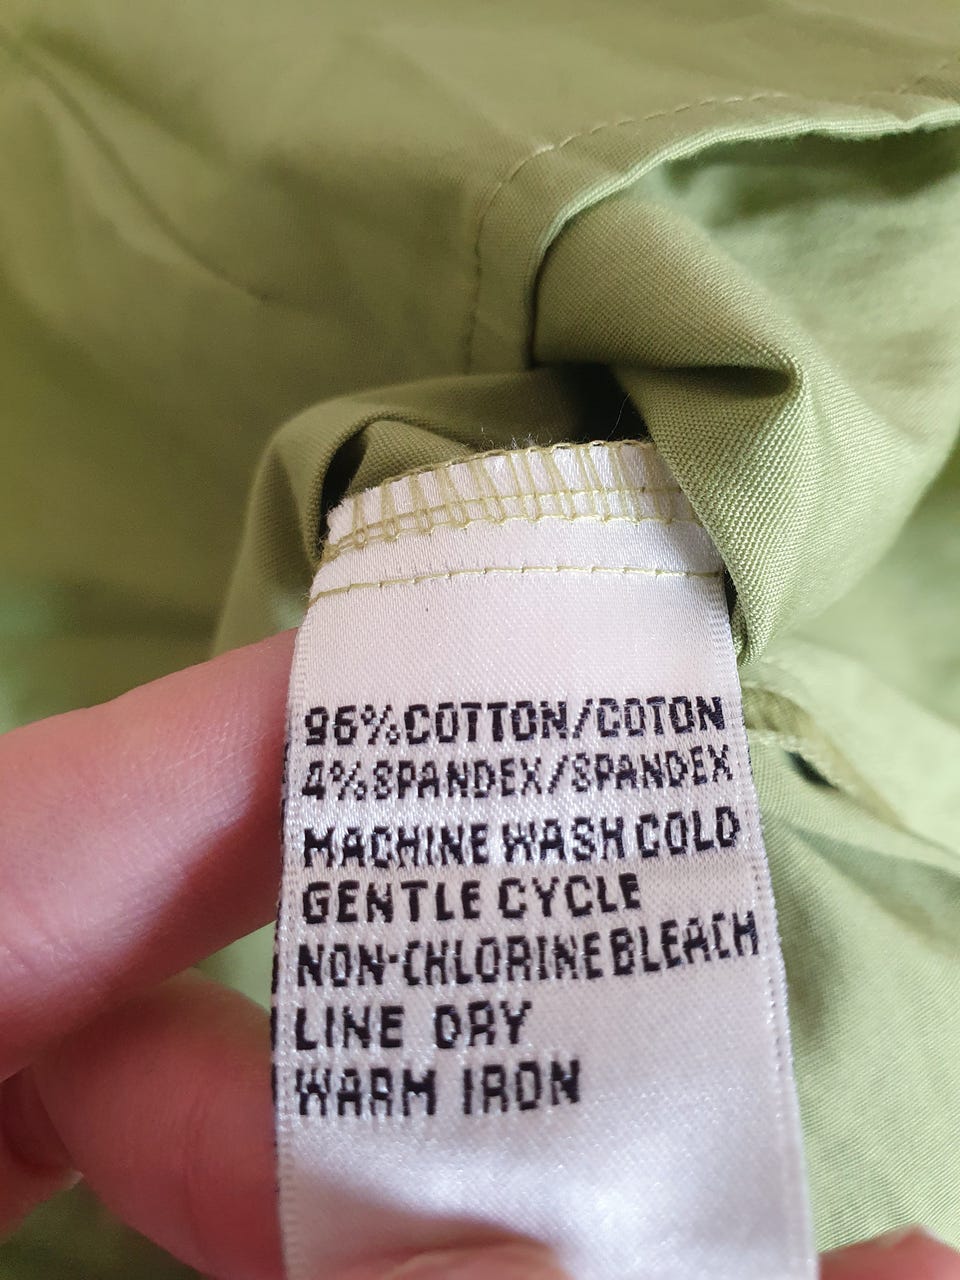 96%COTTON/COTON
4%SPANDEX/SPANDEX
MACHINE WASH COLD
GENTLE CYCLE
NON-CHLORINE BLEACH
LINE DRY
WARM IRON